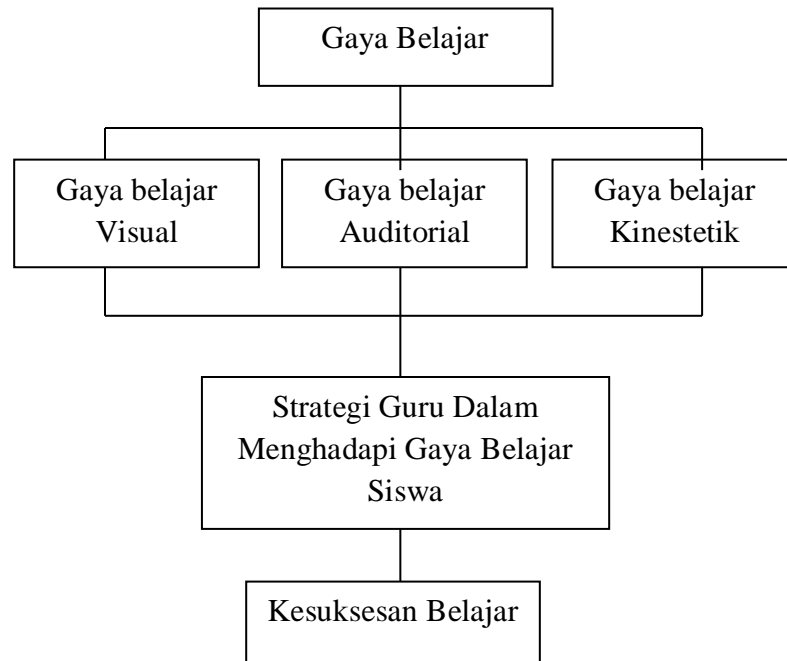 Gaya Belajar
Gaya belajar
Visual
Gaya belajar
Auditorial
Gaya belajar
Kinestetik
Strategi Guru Dalam
Menghadapi Gaya Belajar
Siswa
Kesuksesan Belajar